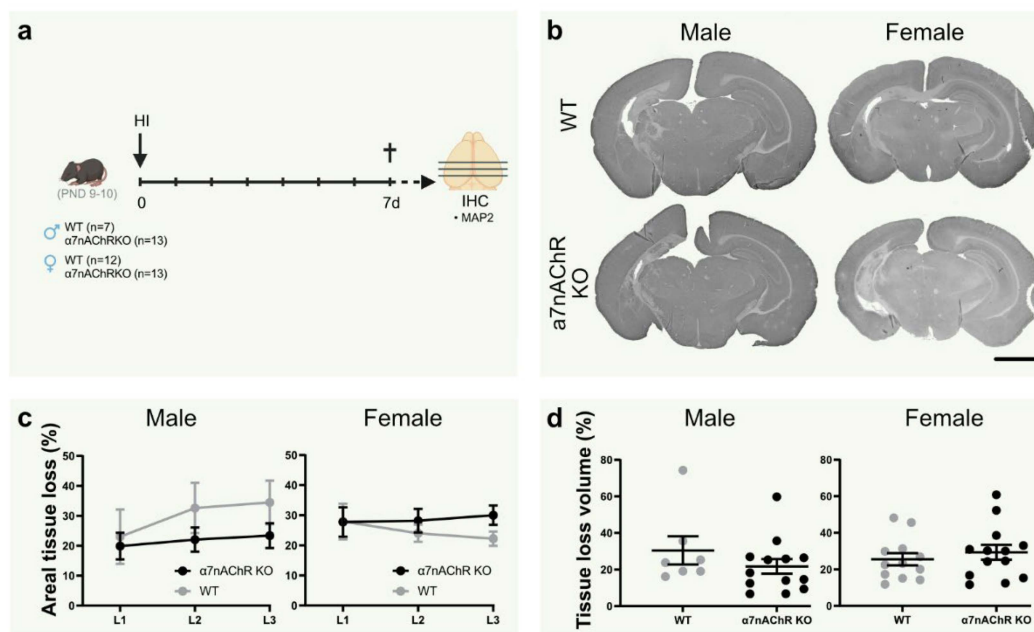 a
HI
(PND 9-10)
0
7d
IHC
• MAP2
♂ WT (n=7)
α7nAChRKO (n=13)
♀ WT (n=12)
α7nAChRKO (n=13)
b
Male Female
WT
a7nAChR
KO
c
Male Female
Areal tissue loss (%)
50
40
30
20
10
0
L1 L2 L3
α7nAChR KO
WT
50
40
30
20
10
0
L1 L2 L3
d
Male Female
Tissue loss volume (%)
80
60
40
20
0
WT α7nAChR KO
80
60
40
20
0
WT α7nAChR KO